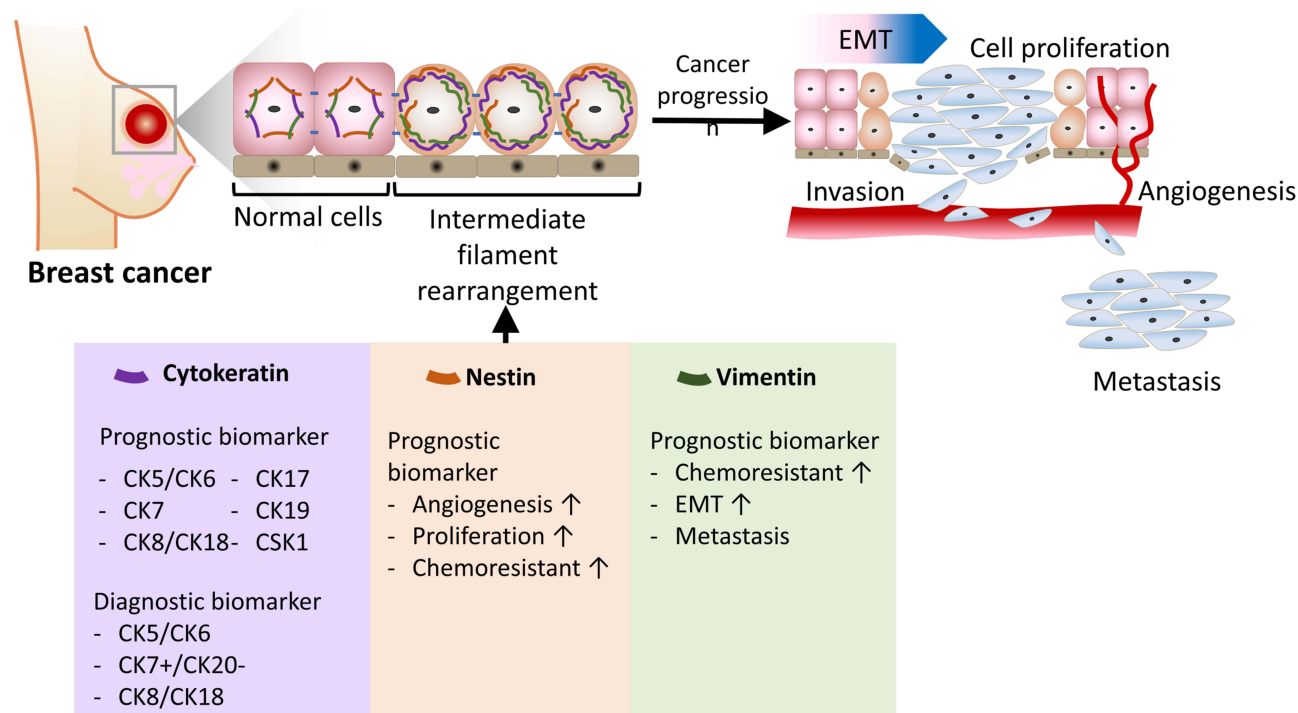 EMT
Cell proliferation
Cancer
progressio
n
Invasion
Angiogenesis
Normal cells
Intermediate
filament
rearrangement
Breast cancer
Metastasis
Cytokeratin
Prognostic biomarker
- CK5/CK6 - CK17
- CK7 - CK19
- CK8/CK18- CSK1
Diagnostic biomarker
- CK5/CK6
- CK7+/CK20-
- CK8/CK18
Nestin
Prognostic
biomarker
- Angiogenesis ↑
- Proliferation ↑
- Chemoresistant ↑
Vimentin
Prognostic biomarker
- Chemoresistant ↑
- EMT ↑
- Metastasis